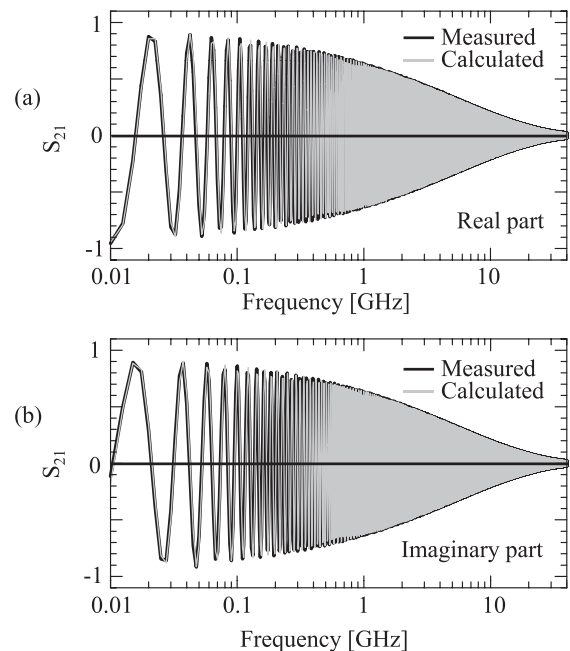 1
Measured
Calculated
(a)
S21
0
Real part
-1
0.01 0.1 1 10
Frequency [GHz]
1
Measured
Calculated
(b)
S21
0
Imaginary part
-1
0.01 0.1 1 10
Frequency [GHz]